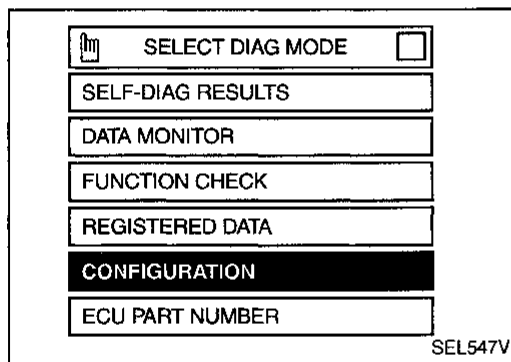 SELECT DIAG MODE
SELF-DIAG RESULTS
DATA MONITOR
FUNCTION CHECK
REGISTERED DATA
CONFIGURATION
ECU PART NUMBER
SEL547V